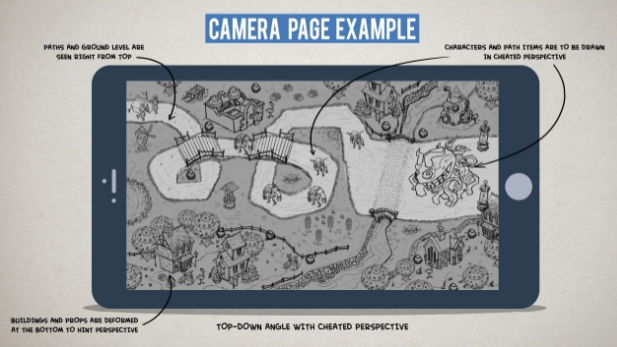 CAMERA PAGE EXAMPLE
PATHS AND GROUND LEVEL ARE
SEEN RIGHT FROM TOP
CHARACTERS AND PATH ITEMS ARE TO BE DRAWN
IN CHEATED PERSPECTIVE
BUILDINGS AND PROPS ARE DEFORMED
AT THE BOTTOM TO HINT PERSPECTIVE
TOP-DOWN ANGLE WITH CHEATED PERSPECTIVE